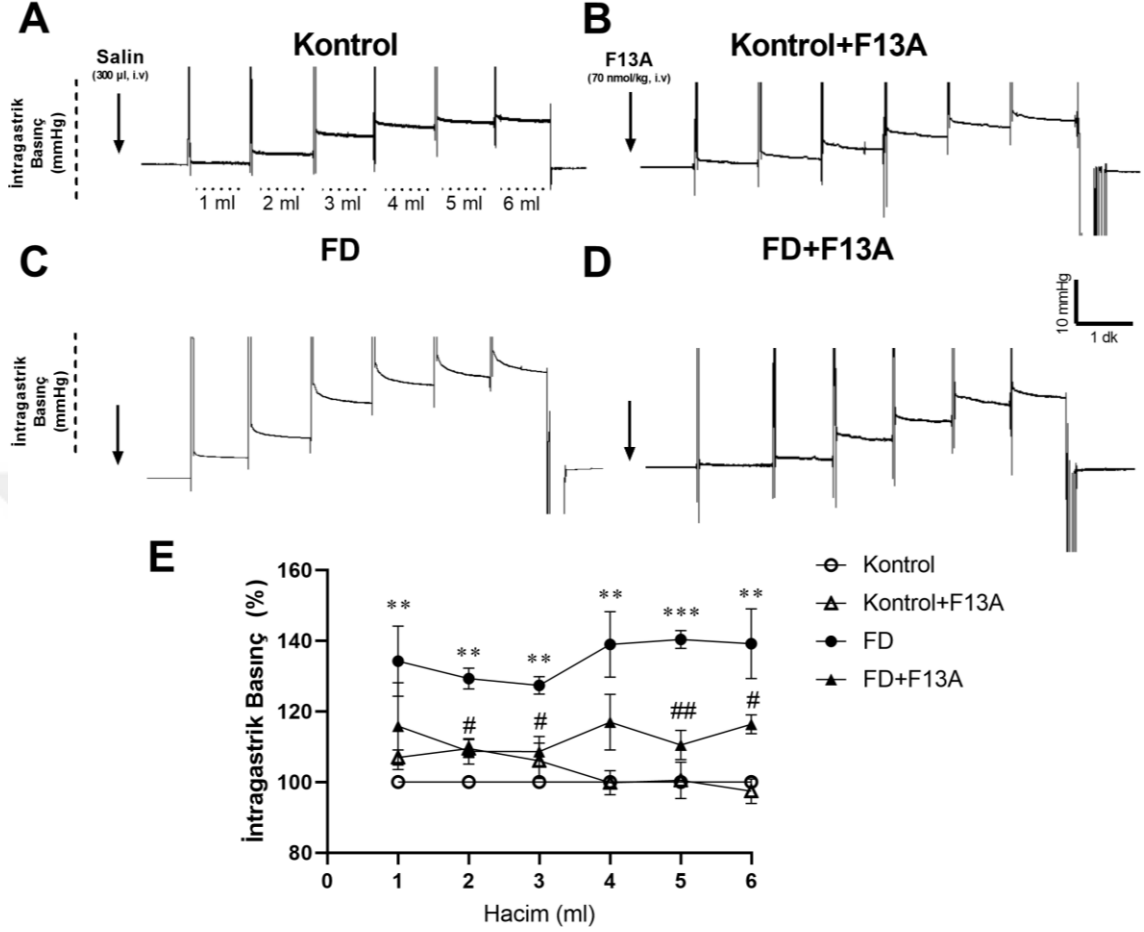 A
Kontrol
Salin
(300 µl, i.v)
İntragastrik
Basınç
(mmHg)
1 ml
2 ml
3 ml
4 ml
5 ml
6 ml
B
Kontrol+F13A
F13A
(70 nmol/kg, i.v)
C
FD
İntragastrik
Basınç
(mmHg)
D
FD+F13A
10 mmHg
1 dk
E
İntragastrik Basınç (%)
160
140
120
100
80
** ** ** ** *** **
# # ## #
0 1 2 3 4 5 6
Hacim (ml)
Kontrol
Kontrol+F13A
FD
FD+F13A